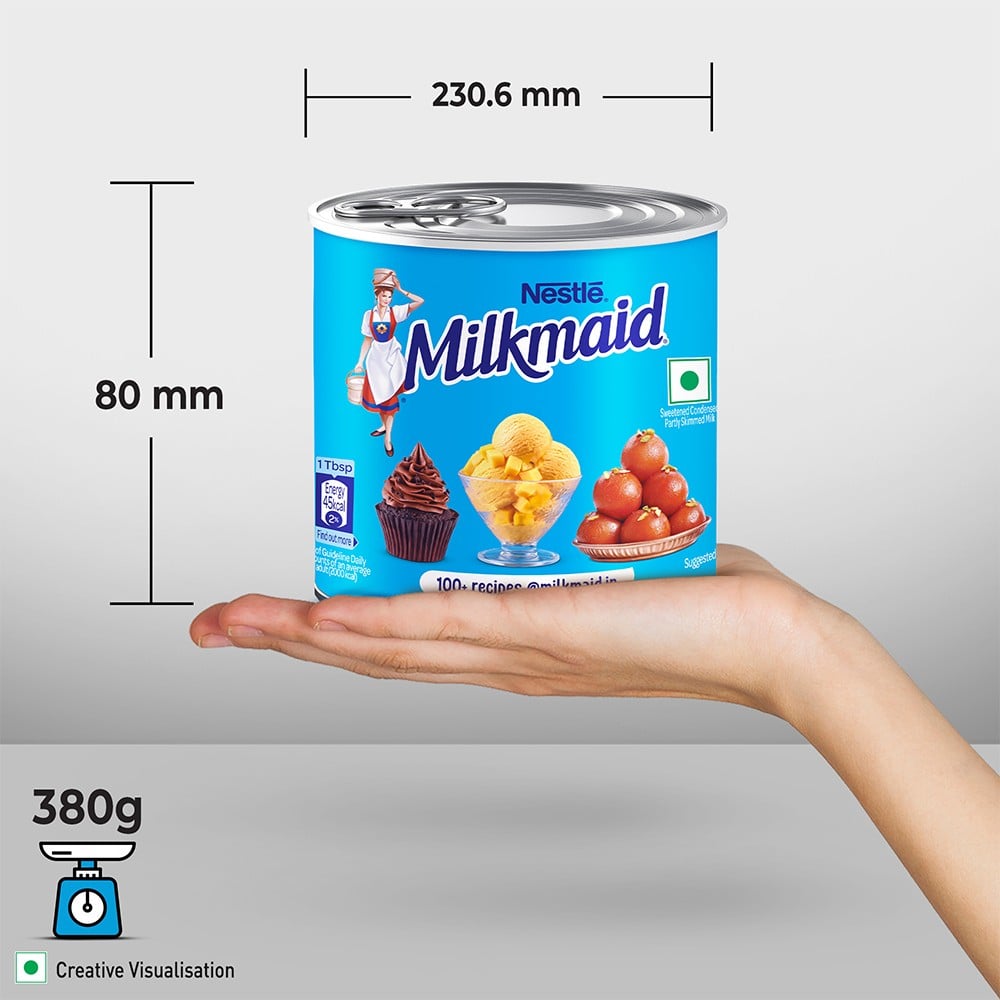 230.6 mm
80 mm
Nestlé
Milkmaid
Sweetened Condensed
Partly Skimmed Milk
1 Tbsp
Energy
45kcal
2%
Find out more
of Guideline Daily
of an average
adult (2000 kcal)
Suggested
100+ recipes @milkmaid.in
380g
Creative Visualisation